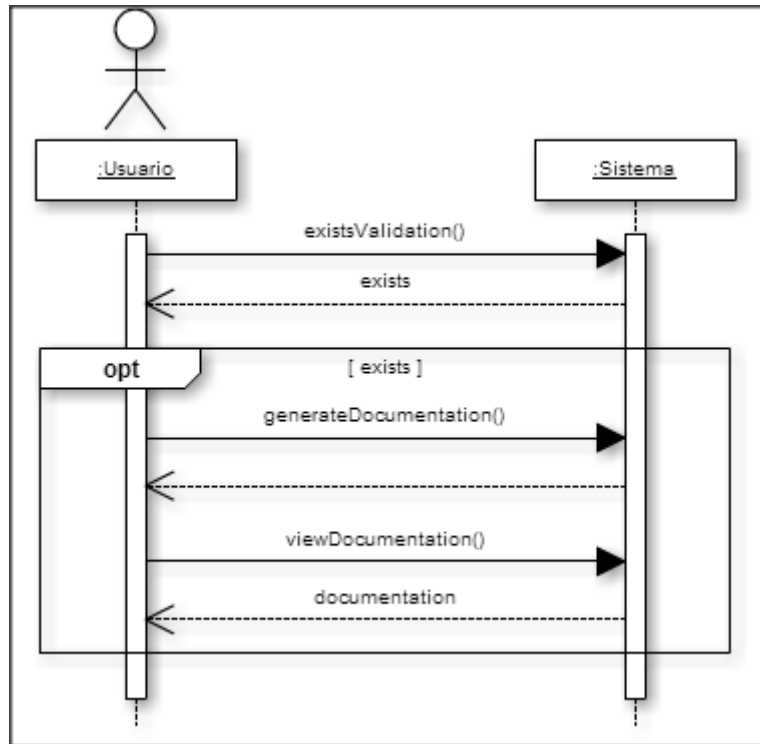 :Usuario
:Sistema
existsValidation()
exists
opt
[ exists ]
generateDocumentation()
viewDocumentation()
documentation